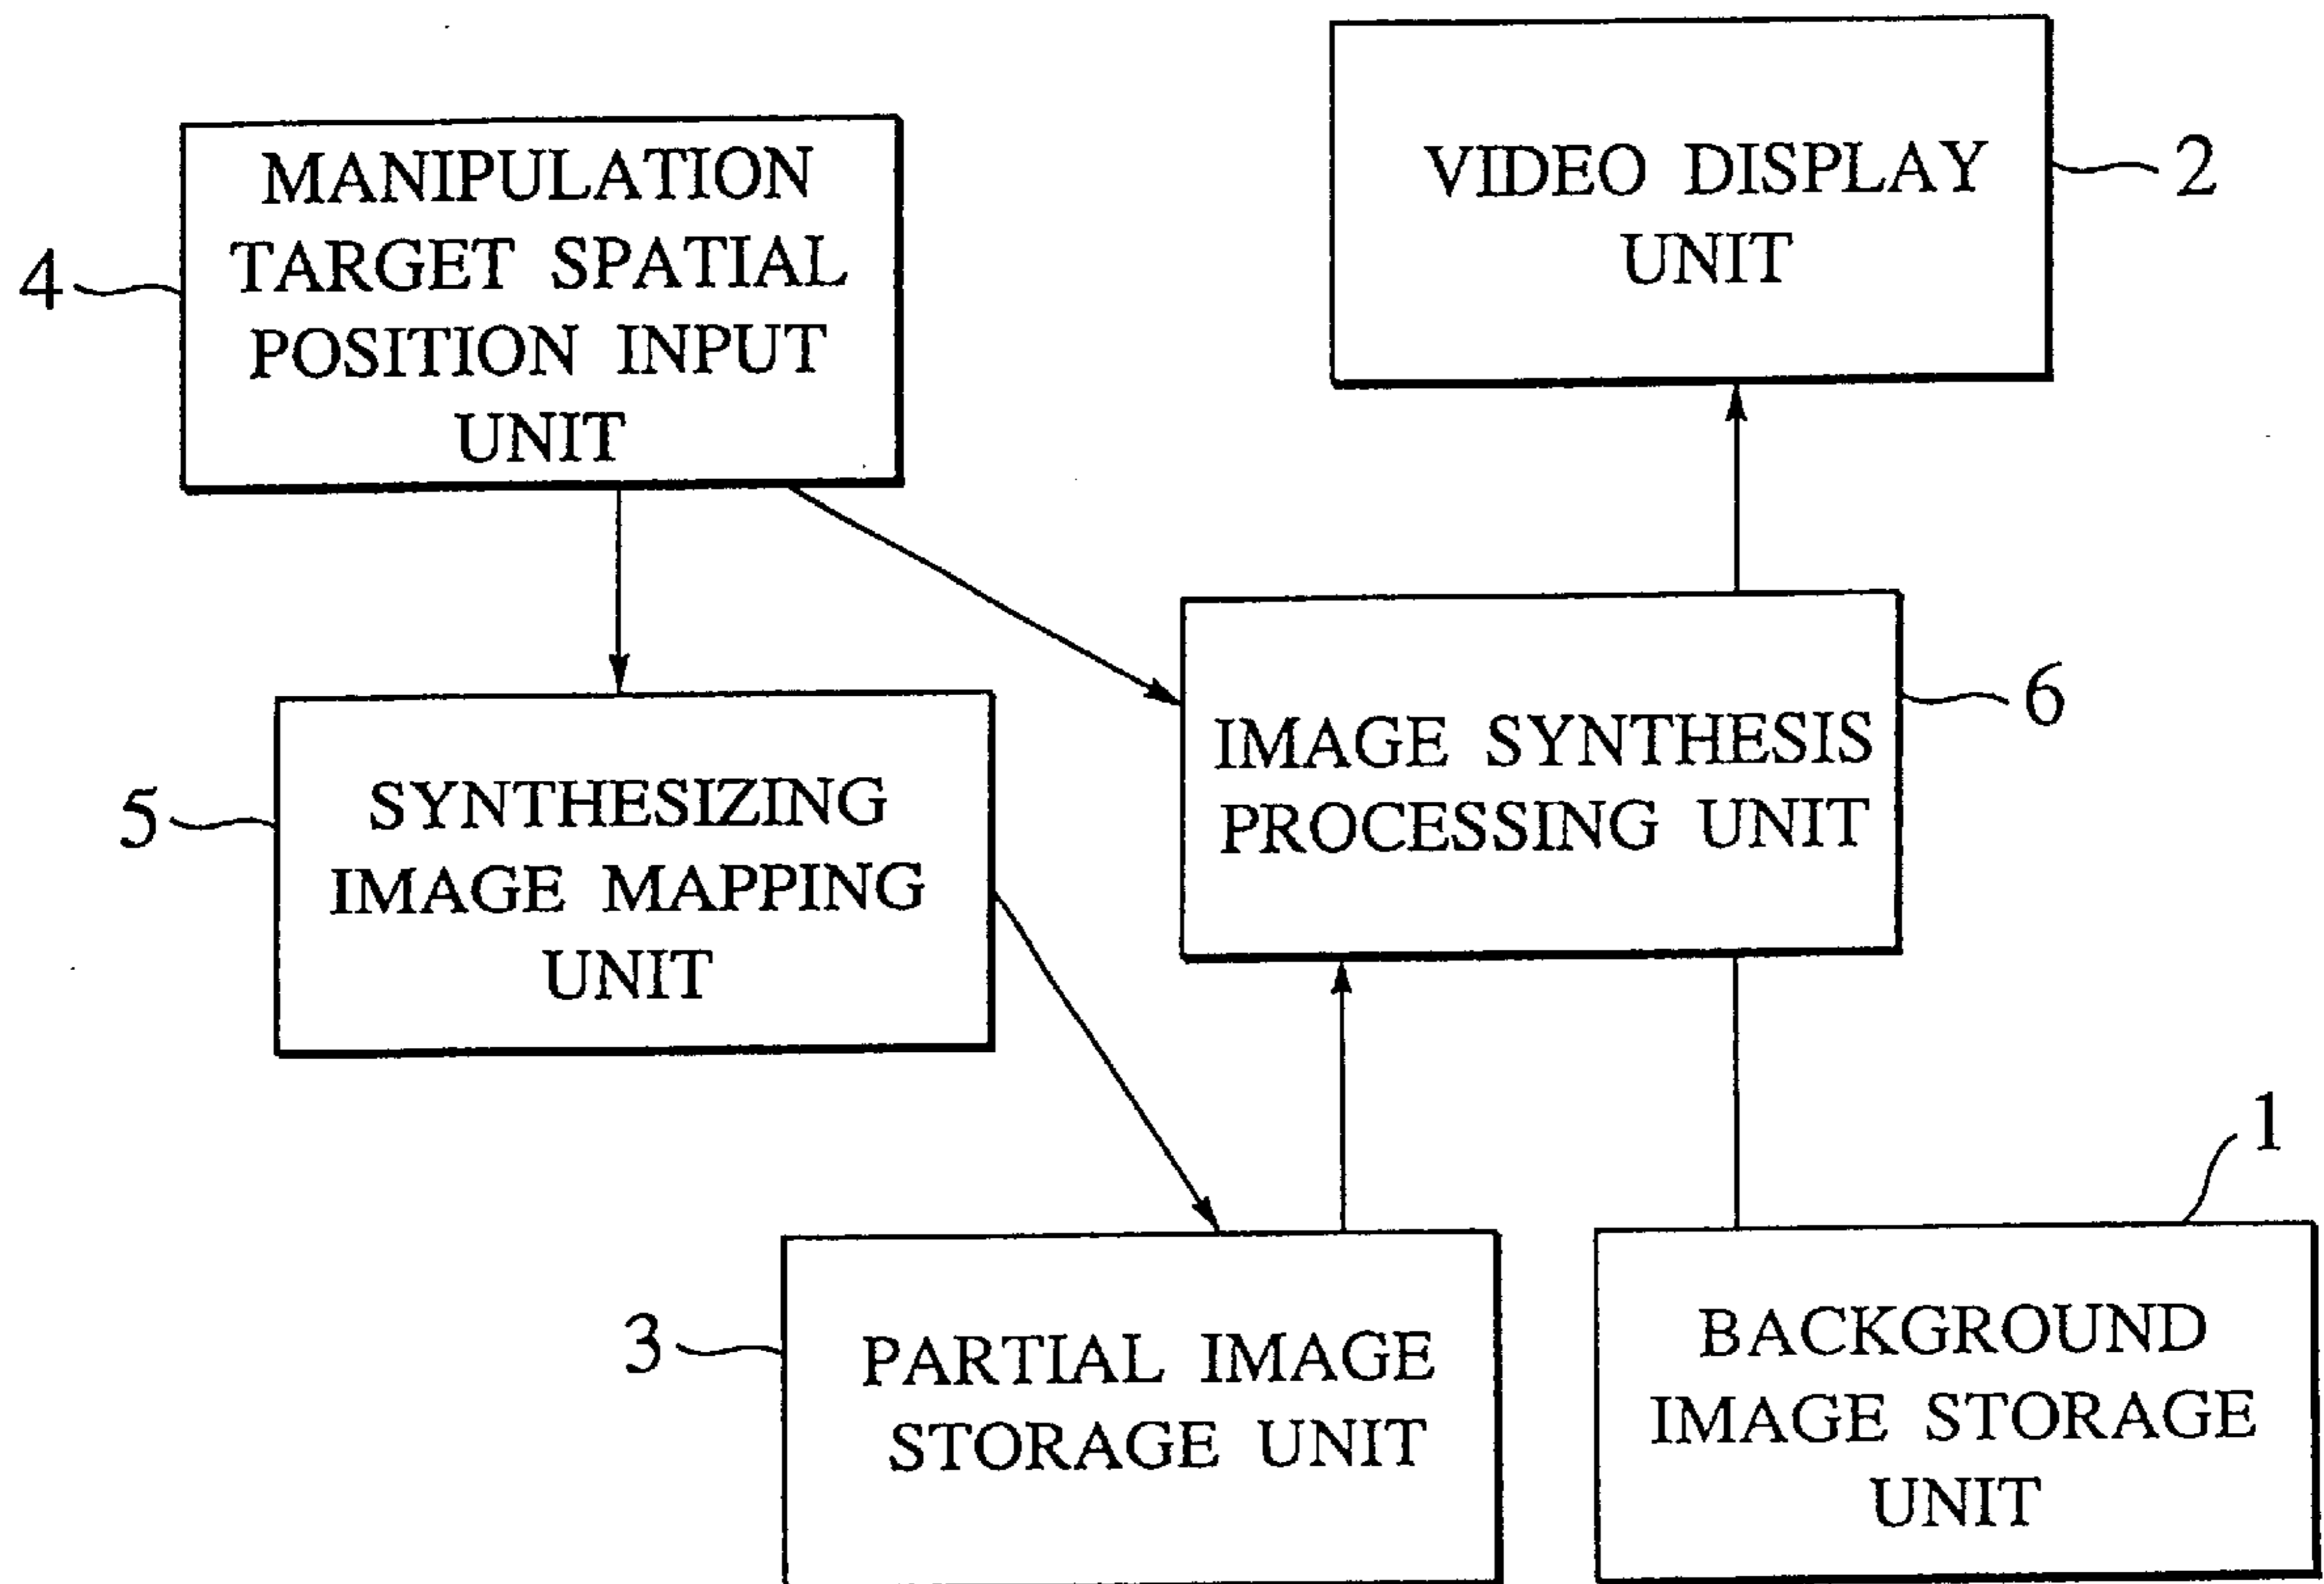 MANIPULATION
TARGET SPATIAL
POSITION INPUT
UNIT
4
VIDEO DISPLAY
UNIT
2
SYNTHESIZING
IMAGE MAPPING
UNIT
5
IMAGE SYNTHESIS
PROCESSING UNIT
6
PARTIAL IMAGE
STORAGE UNIT
3
BACKGROUND
IMAGE STORAGE
UNIT
1